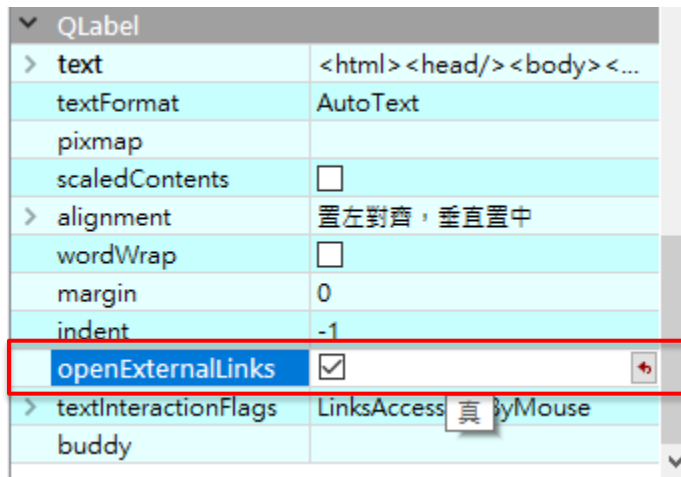 QLabel
text <html><head/><body><...
textFormat AutoText
pixmap
scaledContents
alignment 置左對齊，垂直置中
wordWrap
margin 0
indent -1
openExternalLinks
textInteractionFlags LinksAccess ByMouse
真
buddy